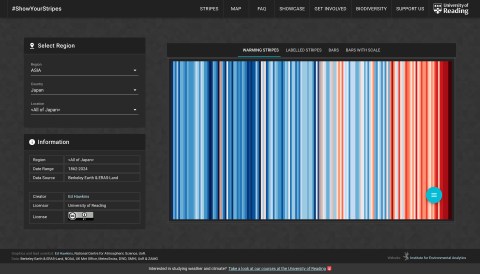 #ShowYourStripes
STRIPES MAP FAQ SHOWCASE GET INVOLVED BIODIVERSITY SUPPORT US
University of Reading
Select Region
Region
ASIA
Country
Japan
Location
<All of Japan>
WARMING STRIPES LABELLED STRIPES BARS BARS WITH SCALE
Information
Region <All of Japan>
Date Range 1862-2024
Data Source Berkeley Earth & ERA5-Land
Creator Ed Hawkins
Licensor University of Reading
License
Graphics and lead scientist: Ed Hawkins, National Centre for Atmospheric Science, UoR.
Data: Berkeley Earth & ERA5-Land, NOAA, UK Met Office, MeteoSwiss, DWD, SMHI, UoR & ZAMG
Website: Institute for Environmental Analytics
Interested in studying weather and climate? Take a look at our courses at the University of Reading